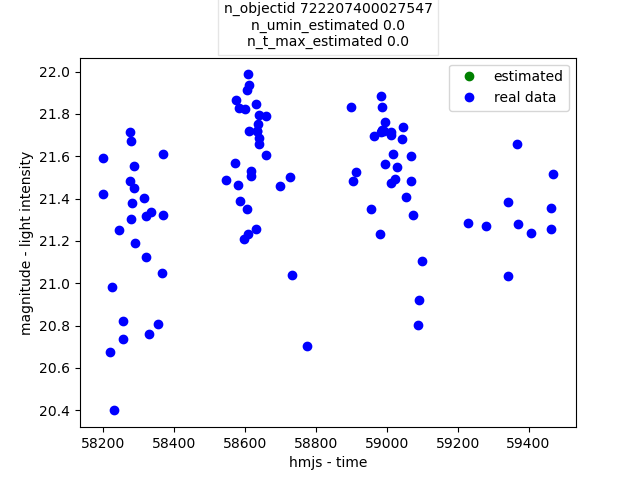 n_objectid 722207400027547
n_umin_estimated 0.0
n_t_max_estimated 0.0
estimated
real data
magnitude - light intensity
22.0
21.8
21.6
21.4
21.2
21.0
20.8
20.6
20.4
58200 58400 58600 58800 59000 59200 59400
hmjs - time